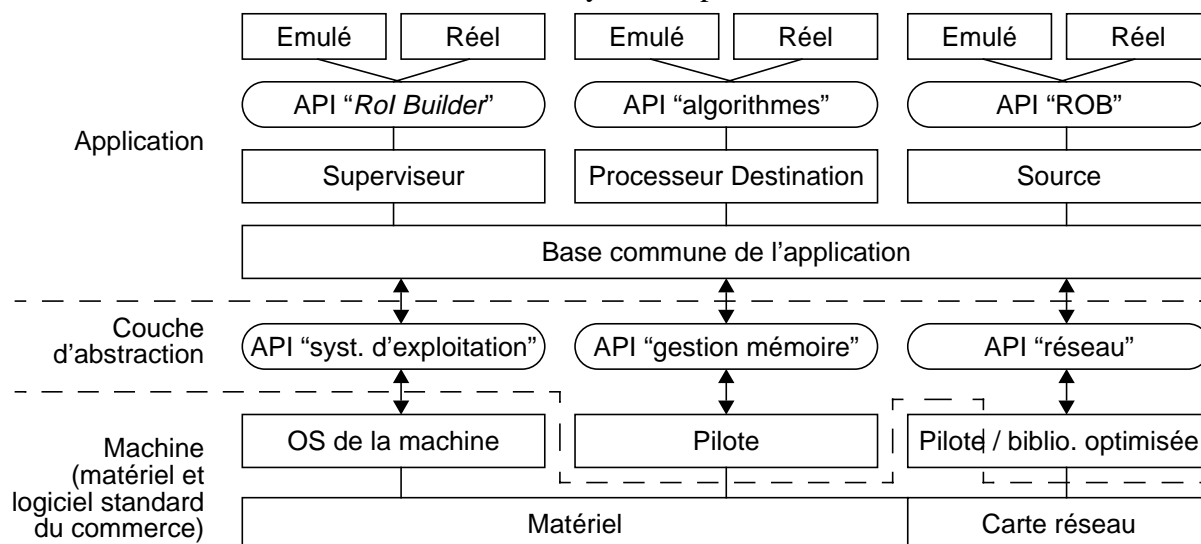 Emulé Réel Emulé Réel Emulé Réel
API “RoI Builder” API “algorithmes” API “ROB”
Application
Superviseur Processeur Destination Source
Base commune de l’application
Couche
d’abstraction
API “syst. d’exploitation” API “gestion mémoire” API “réseau”
Machine
(matériel et
logiciel standard
du commerce)
OS de la machine Pilote Pilote / biblio. optimisée
Matériel Carte réseau